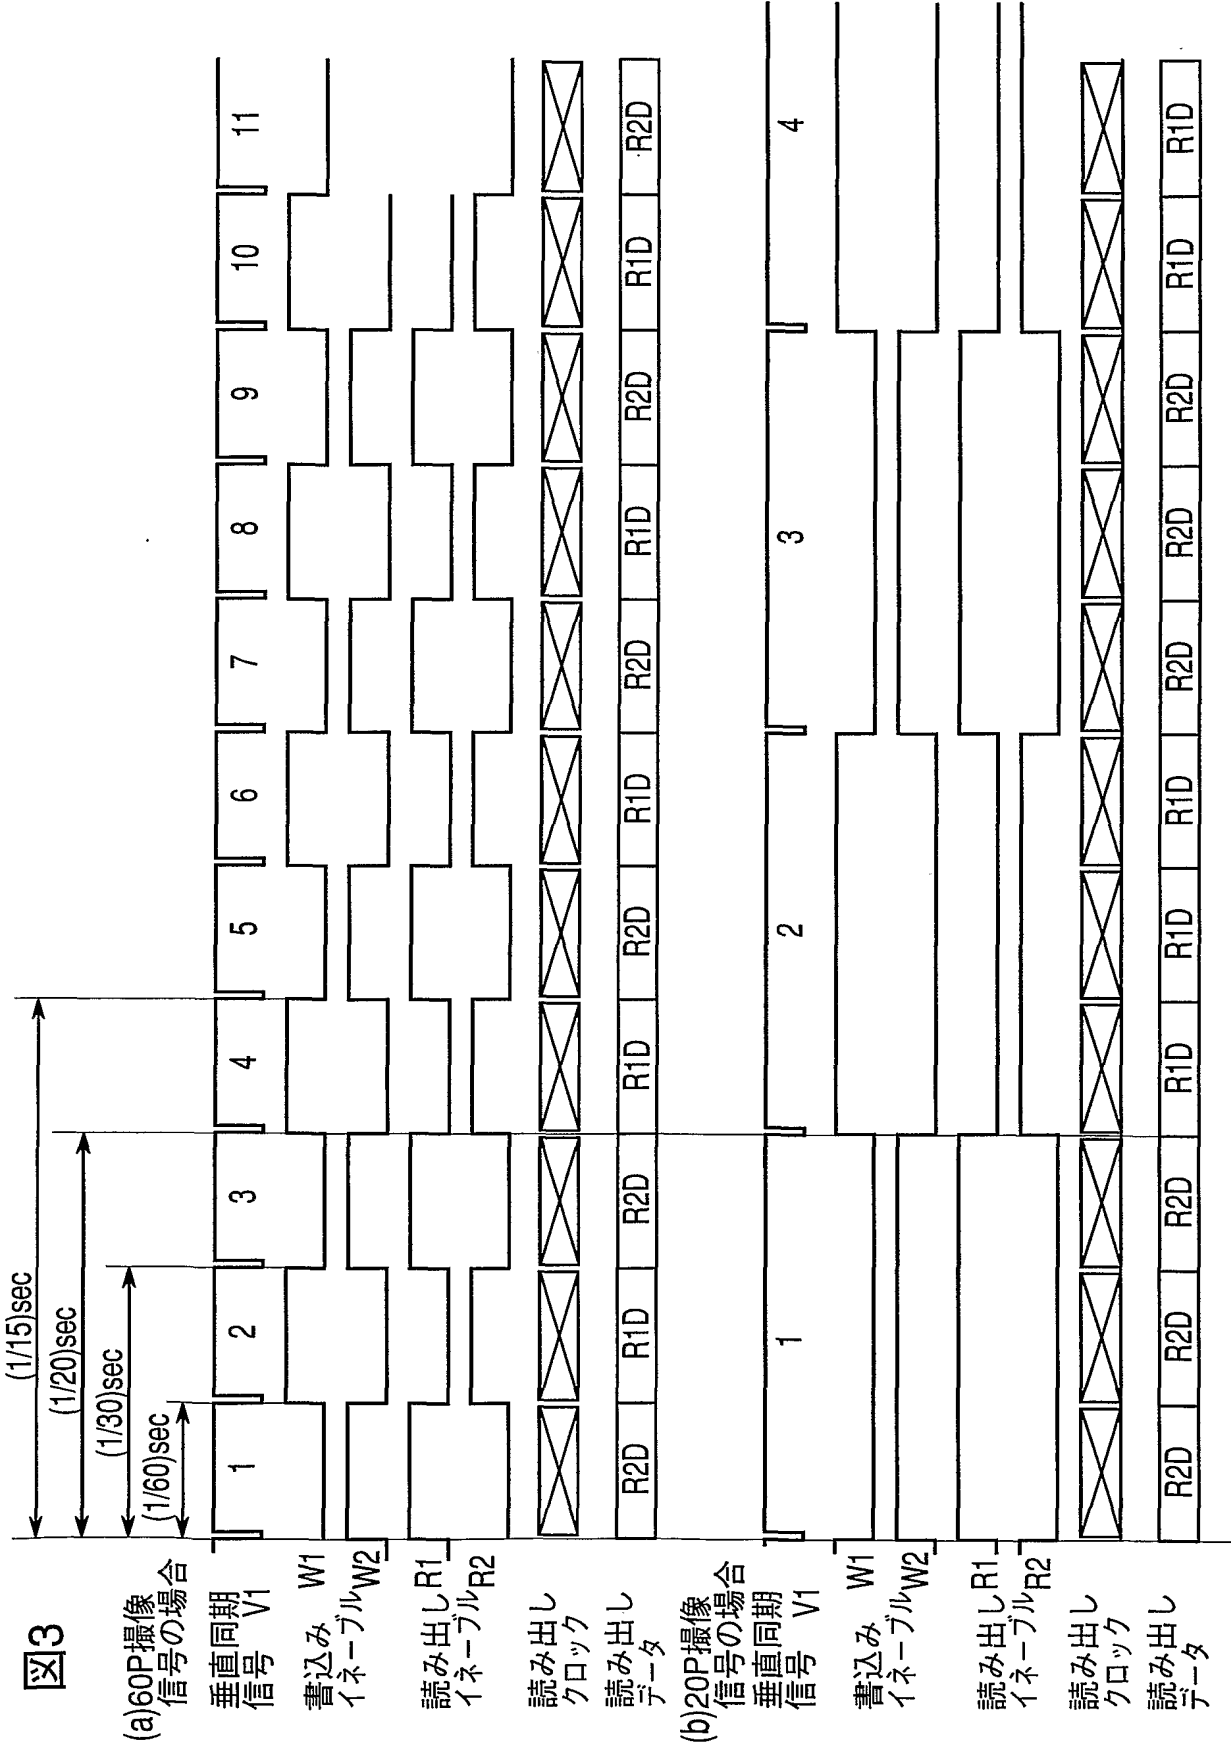 図3
(1/15)sec
(1/20)sec
(1/30)sec
(1/60)sec
(a)60P撮像
信号の場合
垂直同期
信号 V1
1 2 3 4 5 6 7 8 9 10 11
書込み
イネーブル
W1
W2
読み出し
イネーブル
R1
R2
読み出し
クロック
読み出し
データ
R2D R1D R2D R1D R2D R1D R2D R1D R2D R1D R2D
(b)20P撮像
信号の場合
垂直同期
信号 V1
1 2 3 4
書込み
イネーブル
W1
W2
読み出し
イネーブル
R1
R2
読み出し
クロック
読み出し
データ
R2D R2D R2D R1D R1D R1D R2D R2D R2D R1D R1D